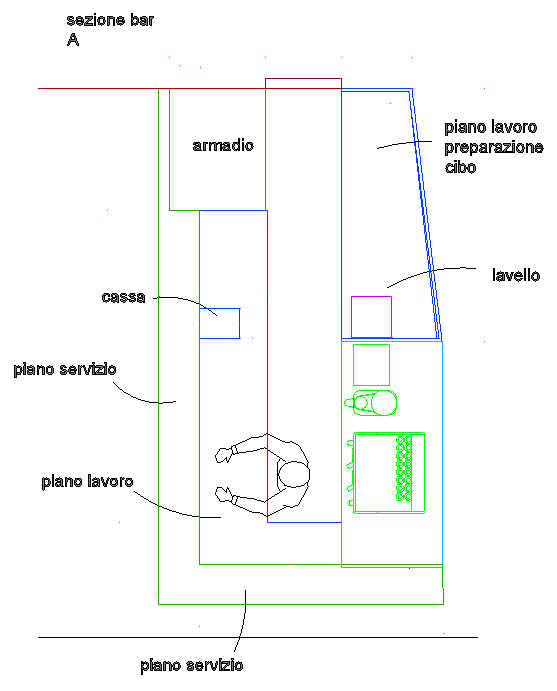 sezione bar
A
piano lavoro
preparazione
cibo
armadio
lavello
cassa
piano servizio
piano lavoro
piano servizio